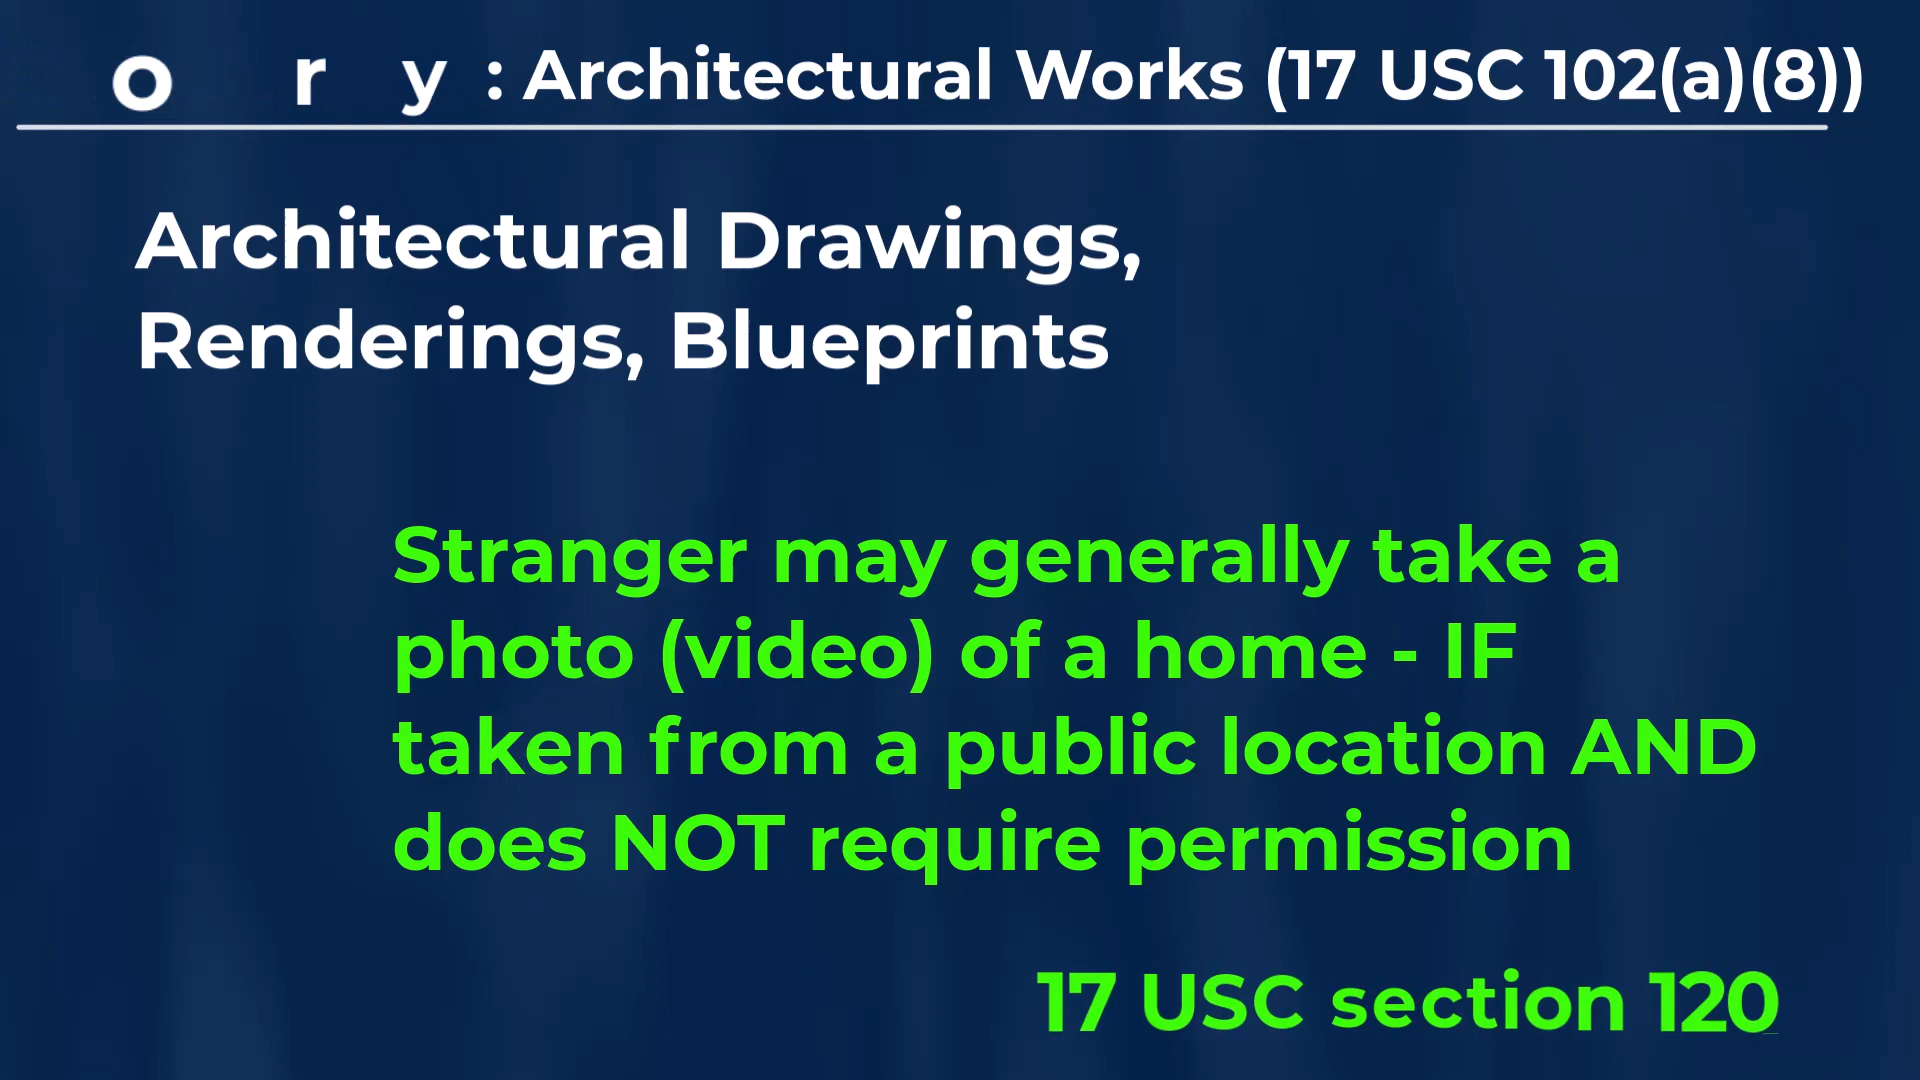 o r y : Architectural Works (17 USC 102(a)(8))
Architectural Drawings,
Renderings, Blueprints
Stranger may generally take a
photo (video) of a home - IF
taken from a public location AND
does NOT require permission
17 USC section 120